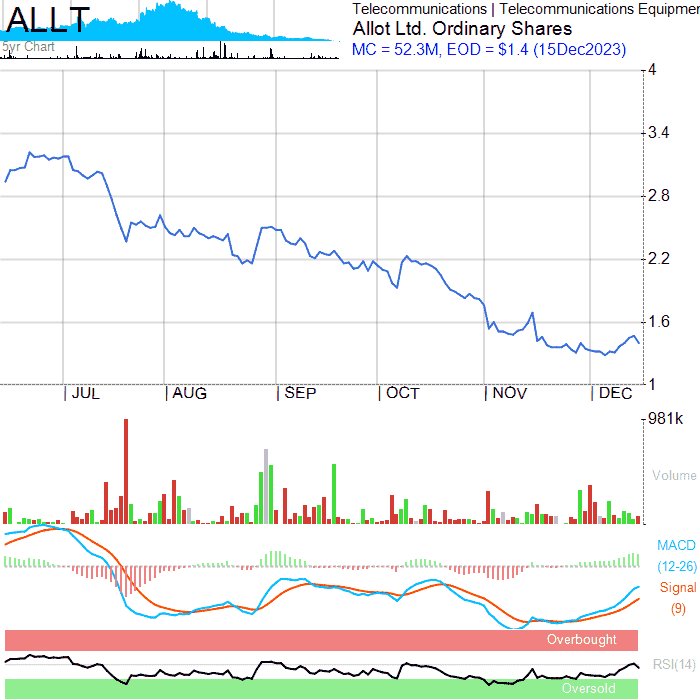 ALLT
5yr Chart
Telecommunications | Telecommunications Equipmen
Allot Ltd. Ordinary Shares
MC = 52.3M, EOD = $1.4 (15Dec2023)
4
3.4
2.8
2.2
1.6
1
JUL AUG SEP OCT NOV DEC
981k
Volume
MACD
(12-26)
Signal
(9)
Overbought
RSI(14)
Oversold